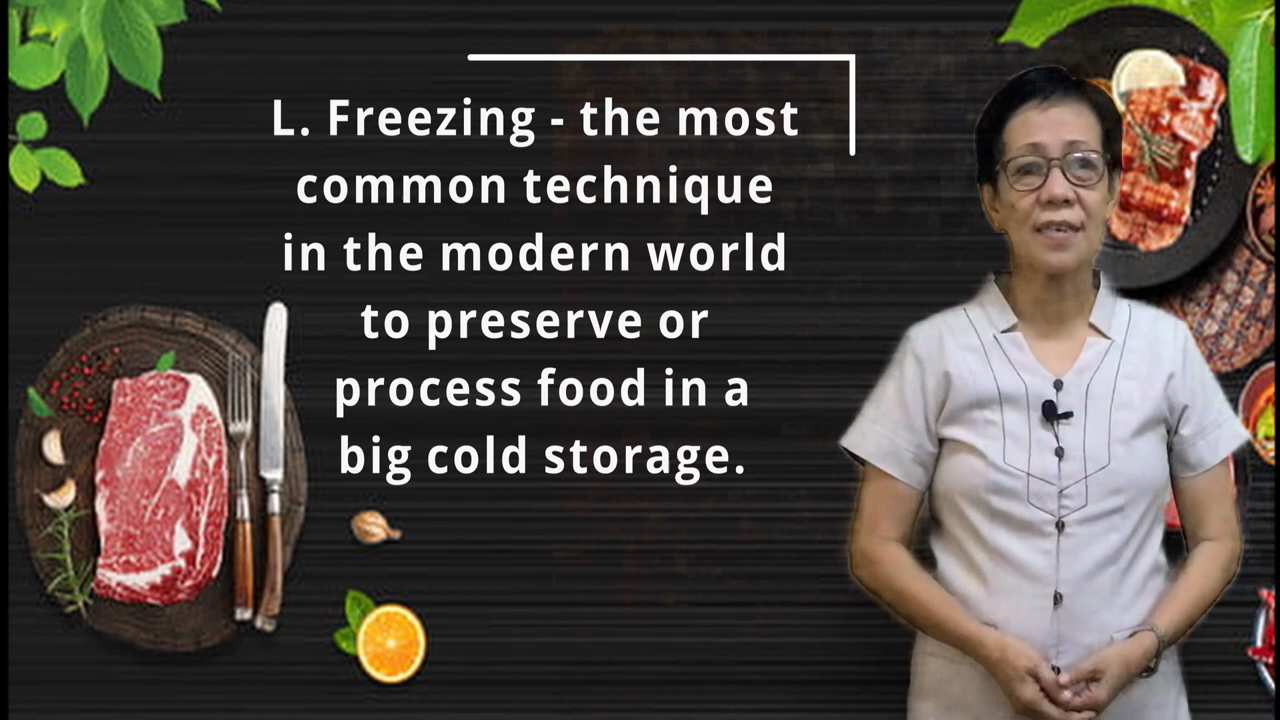 L. Freezing - the most
common technique
in the modern world
to preserve or
process food in a
big cold storage.